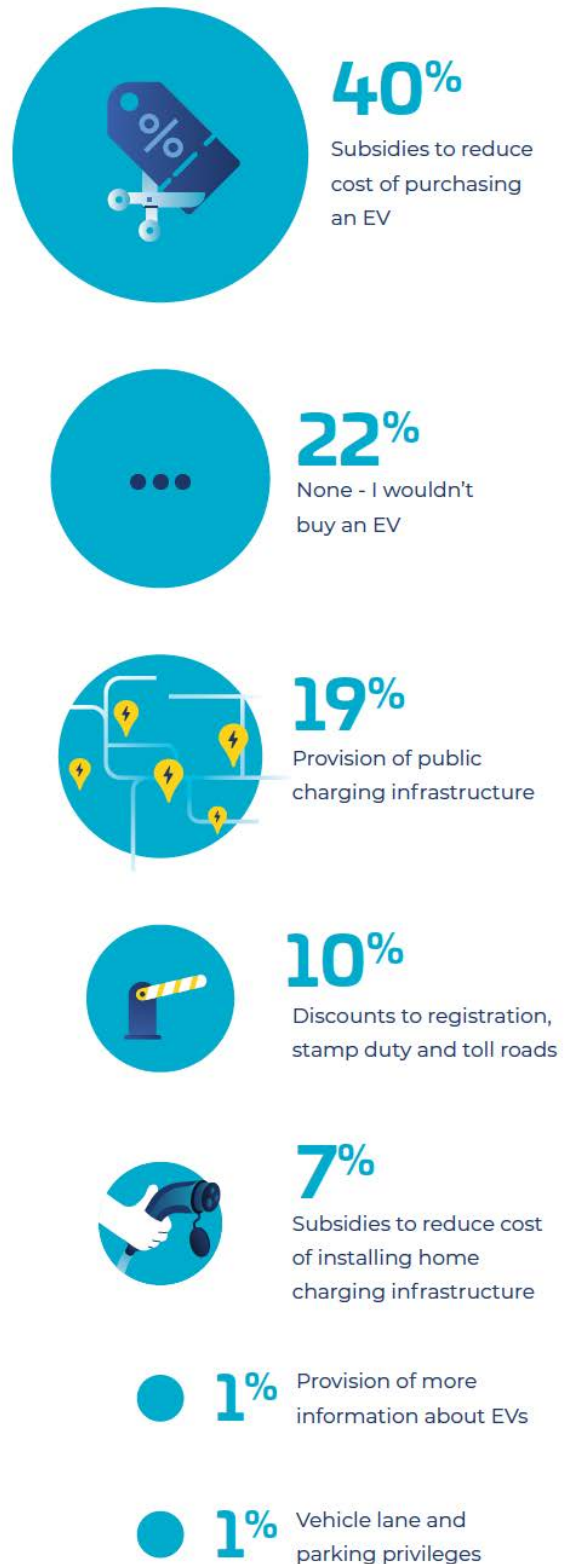 40%
Subsidies to reduce
cost of purchasing
an EV
22%
None - I wouldn't
buy an EV
19%
Provision of public
charging infrastructure
10%
Discounts to registration,
stamp duty and toll roads
7%
Subsidies to reduce cost
of installing home
charging infrastructure
1%
Provision of more
information about EVs
1%
Vehicle lane and
parking privileges